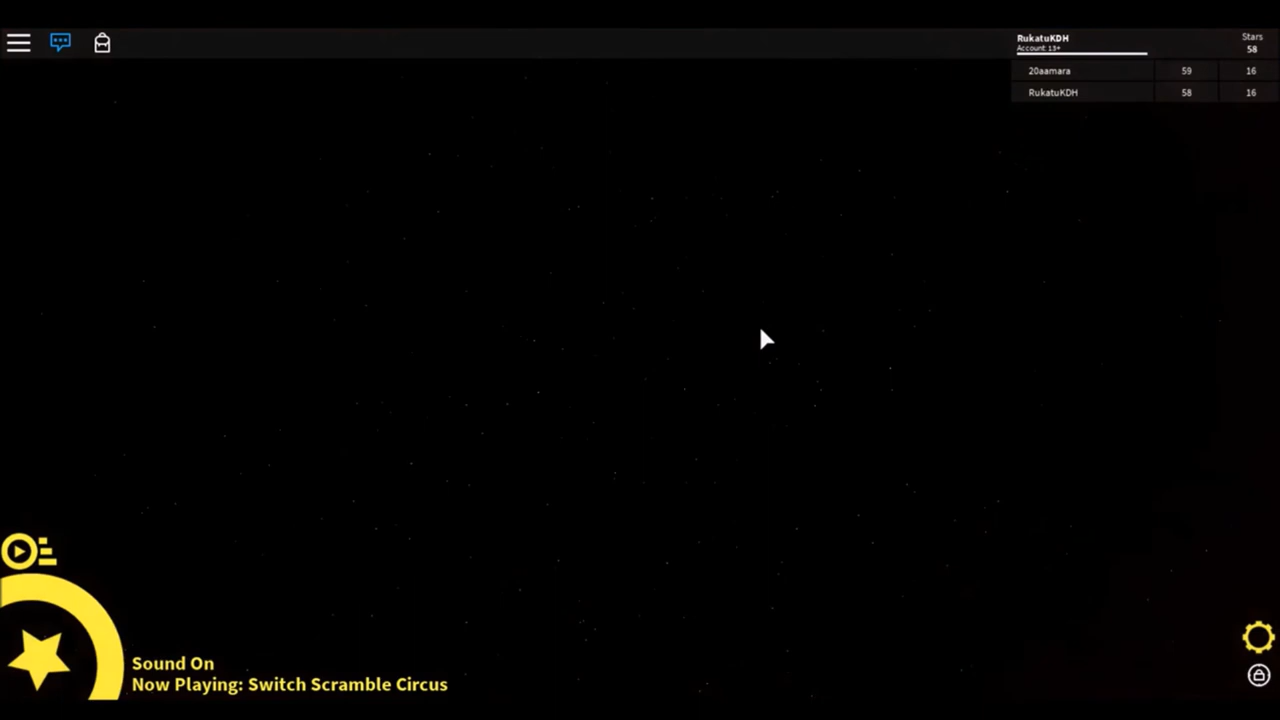 RukatuKDH
Account: 13+
Stars
58
20aamara 59 16
RukatuKDH 58 16
Sound On
Now Playing: Switch Scramble Circus